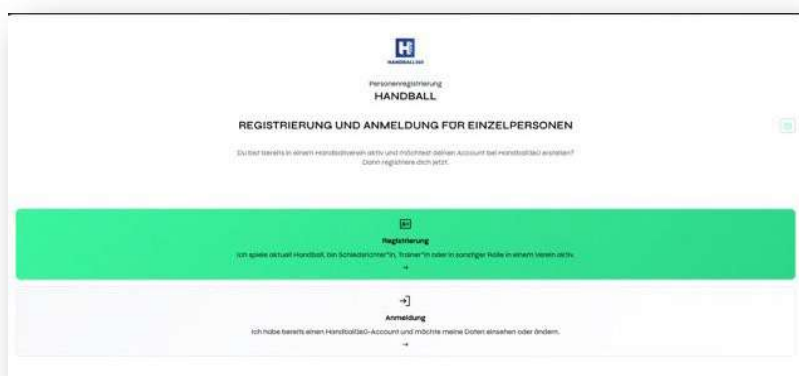 HANDBALL360
Personenregistrierung
HANDBALL
REGISTRIERUNG UND ANMELDUNG FÜR EINZELPERSONEN
Du bist bereits in einem Handballverein aktiv und möchtest deinen Account bei Handball360 erstellen?
Dann registriere dich jetzt.
Registrierung
Ich spiele aktuell Handball, bin Schiedsrichter*in, Trainer*in oder in sonstiger Rolle in einem Verein aktiv.
Anmeldung
Ich habe bereits einen Handball360-Account und möchte meine Daten einsehen oder ändern.